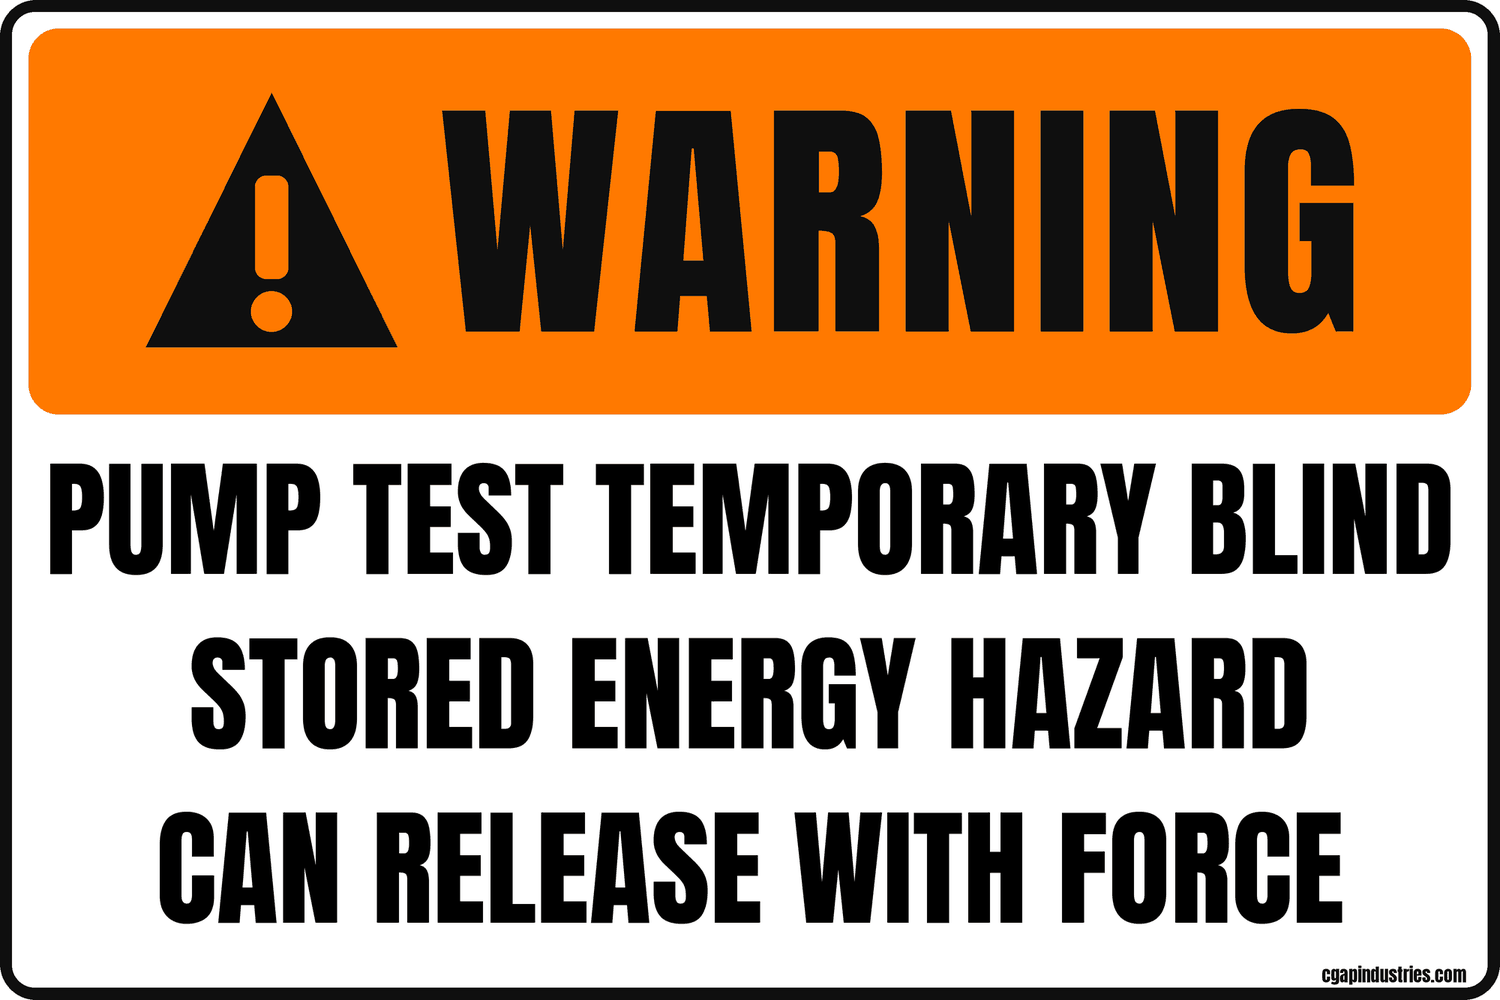 WARNING
PUMP TEST TEMPORARY BLIND
STORED ENERGY HAZARD
CAN RELEASE WITH FORCE
cgapindustries.com